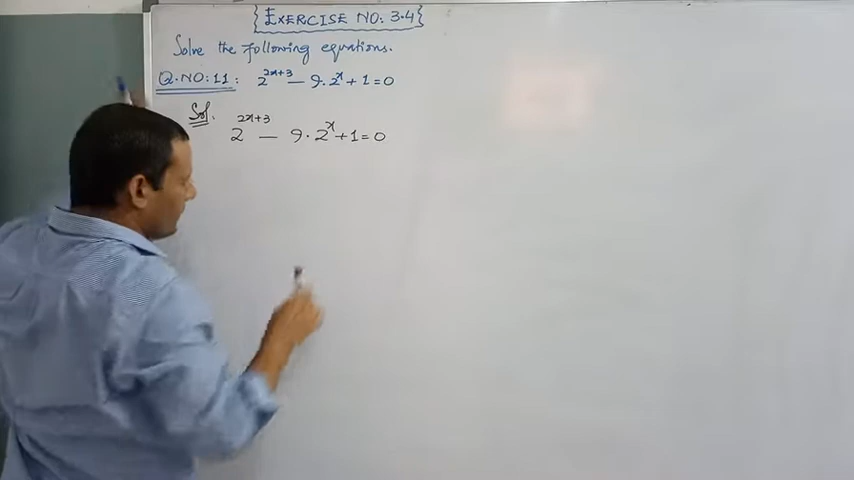 EXERCISE NO: 3.4
Solve the following equations.
Q.NO:11: 2^{2x+3} - 9·2^x + 1 = 0
Sol. 2^{2x+3} - 9·2^x + 1 = 0